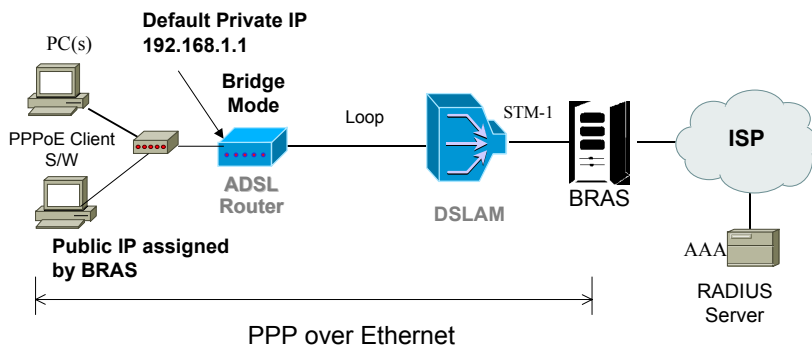 Default Private IP
192.168.1.1
PC(s)
Bridge
Mode
Loop
STM-1
PPPoE Client
S/W
ISP
ADSL
Router
DSLAM
BRAS
Public IP assigned
by BRAS
AAA
RADIUS
Server
PPP over Ethernet